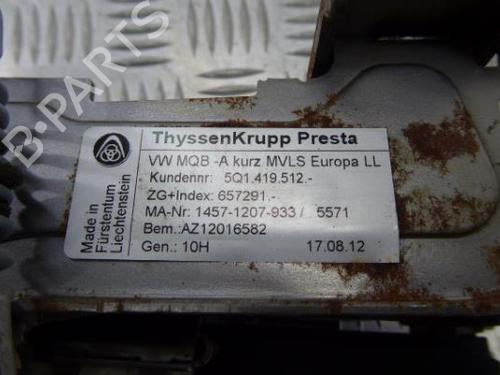 B-PARTS
ThyssenKrupp Presta
VW MQB -A kurz MVLS Europa LL
Kundennr: 5Q1.419.512.-
ZG+Index: 657291.-
MA-Nr: 1457-1207-933 / 5571
Bem.:AZ12016582
Gen.: 10H 17.08.12
Made in
Fürstentum
Liechtenstein